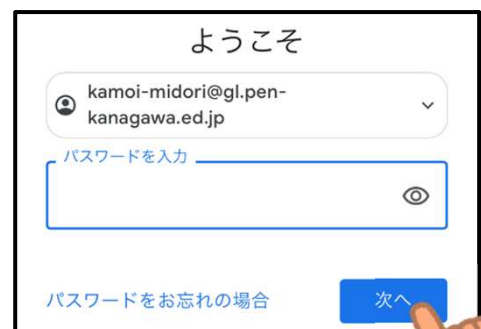 ようこそ
kamoi-midori@gl.pen-
kanagawa.ed.jp
パスワードを入力
パスワードをお忘れの場合
次へ